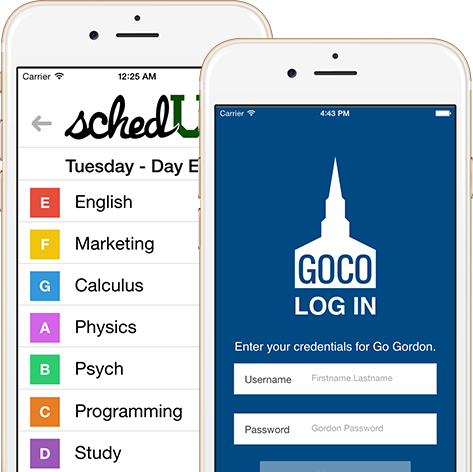 Carrier
12:25 AM
schedU
Tuesday - Day E
E English
F Marketing
G Calculus
A Physics
B Psych
C Programming
D Study
Carrier
4:43 PM
GOCO
LOG IN
Enter your credentials for Go Gordon.
Username Firstname.Lastname
Password Gordon Password